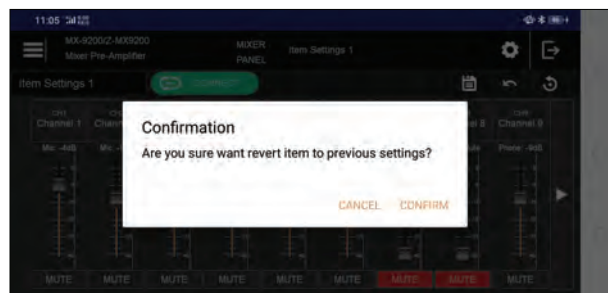 11:05
MX-9200/Z-MX9200
Mixer Pre-Amplifier
MIXER
PANEL
Item Settings 1
Item Settings 1
CONNECT
CH1
Channel 1
Confirmation
Are you sure want revert item to previous settings?
CANCEL CONFIRM
Channel 9
Mic: -4dB
MUTE MUTE MUTE MUTE MUTE MUTE MUTE MUTE MUTE